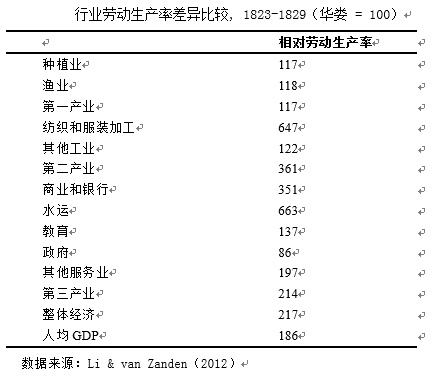 行业劳动生产率差异比较, 1823-1829（华娄 = 100）
相对劳动生产率
种植业 117
渔业 118
第一产业 117
纺织和服装加工 647
其他工业 122
第二产业 361
商业和银行 351
水运 663
教育 137
政府 86
其他服务业 197
第三产业 214
整体经济 217
人均 GDP 186
数据来源：Li & van Zanden（2012）